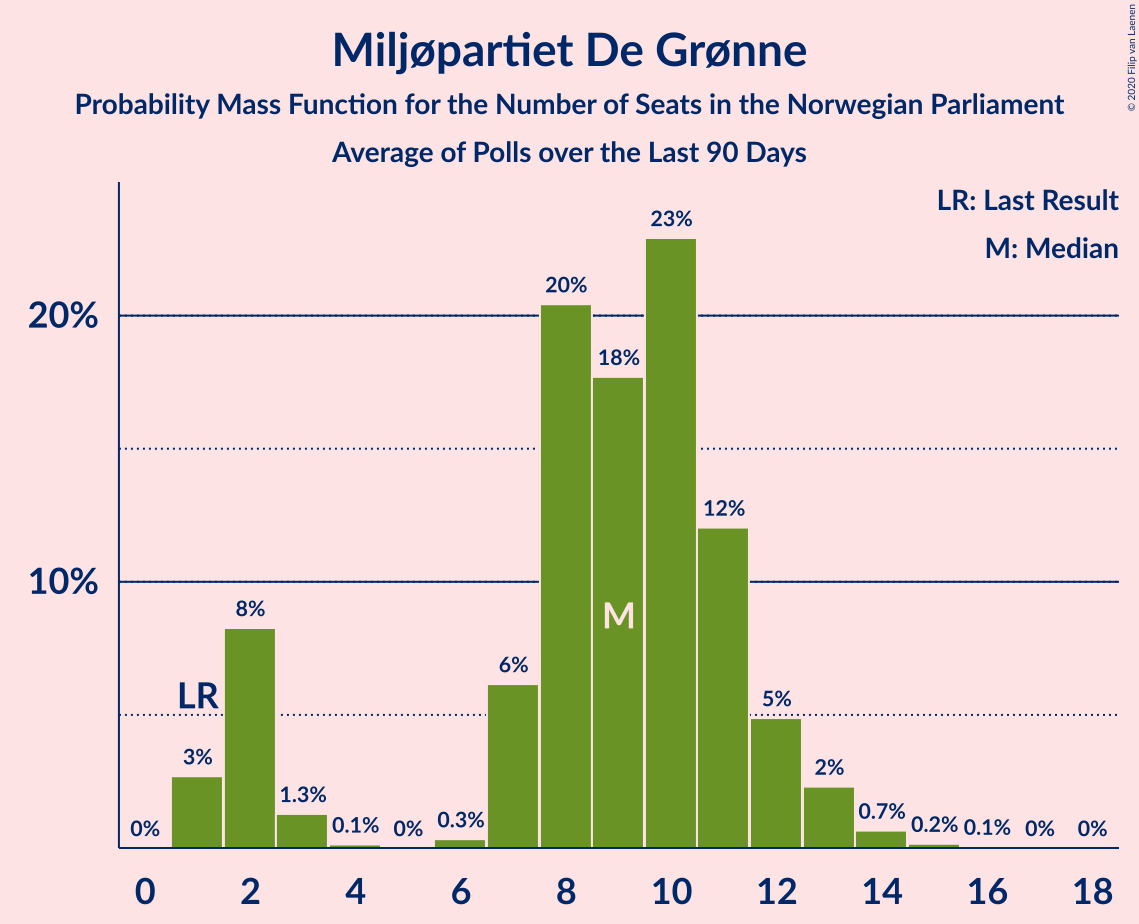 © 2020 Filip van Laenen
Miljøpartiet De Grønne
Probability Mass Function for the Number of Seats in the Norwegian Parliament
Average of Polls over the Last 90 Days
LR: Last Result
M: Median
23%
20%
20%
18%
12%
10%
8%
M
6%
LR
5%
3%
2%
1.3%
0.7%
0%
0.1%
0%
0.3%
0.2%
0.1%
0%
0%
0 2 4 6 8 10 12 14 16 18